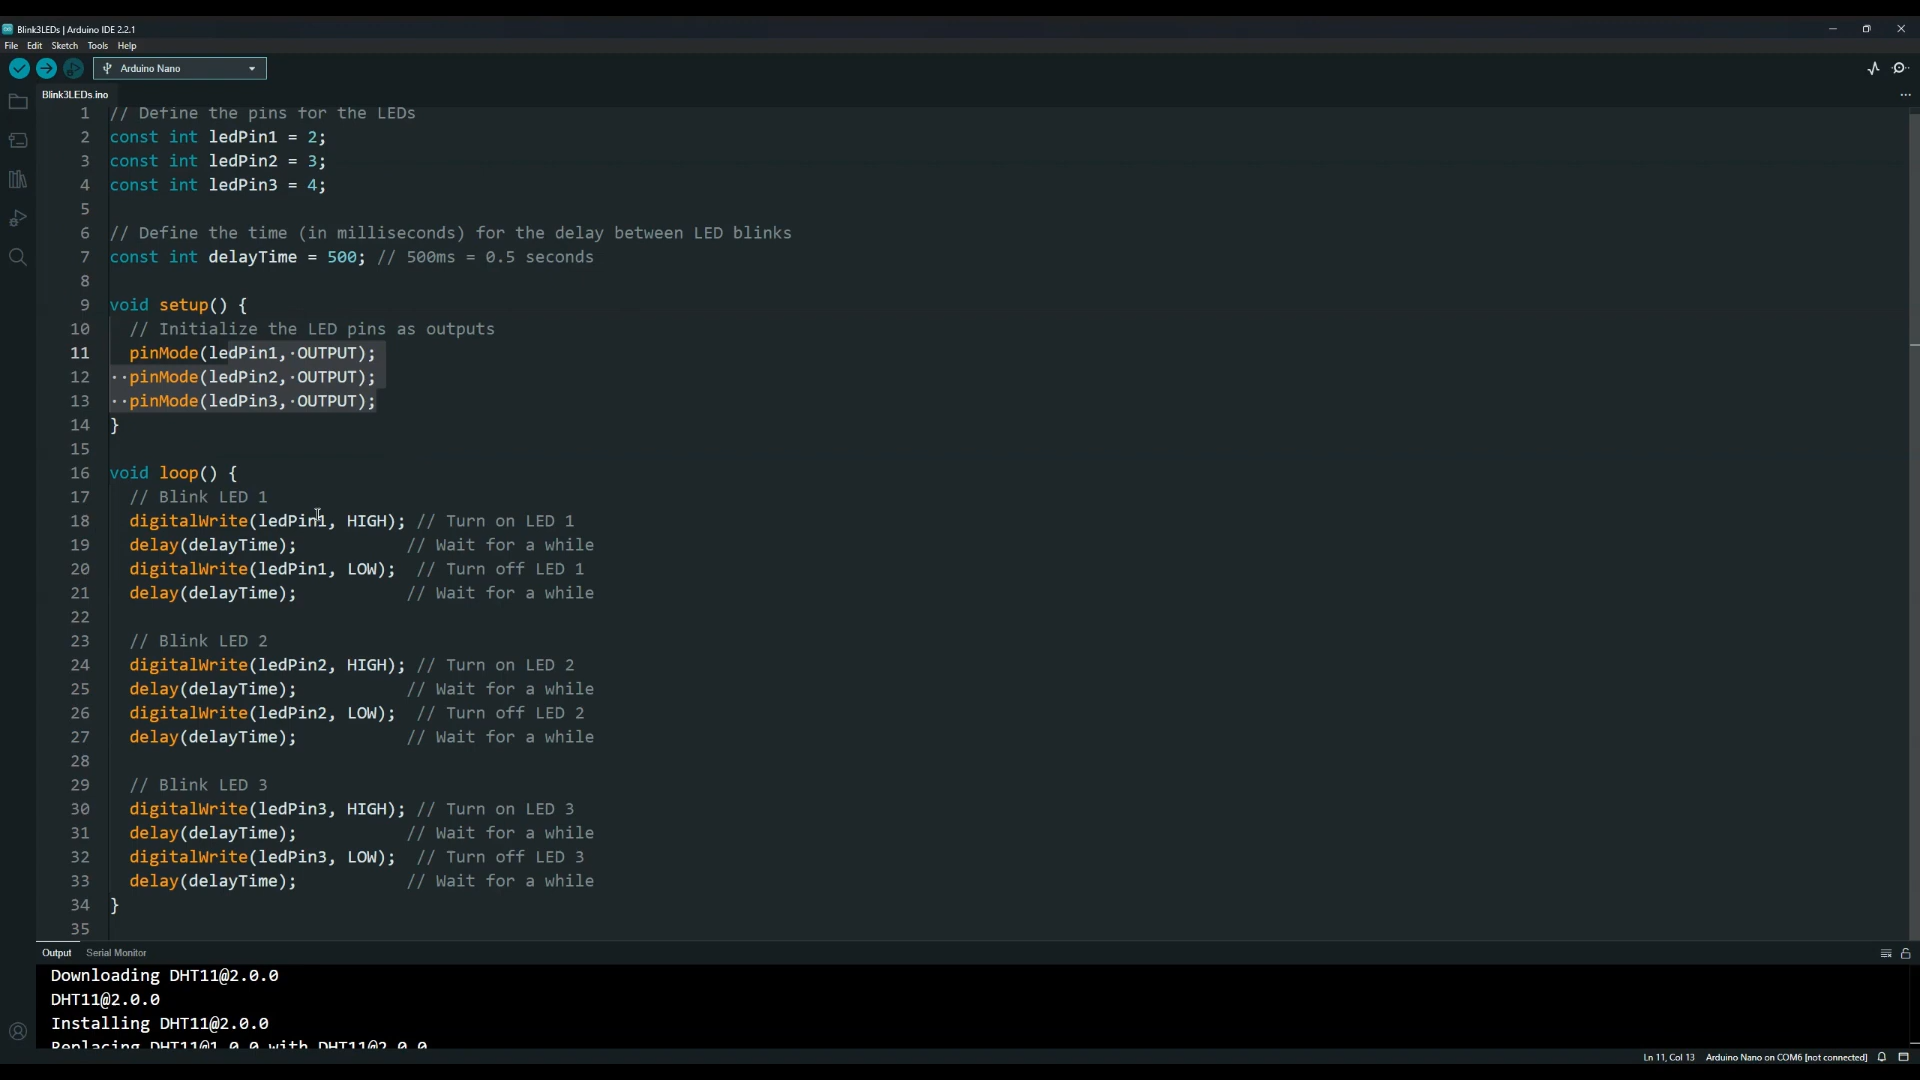 Blink3LEDs | Arduino IDE 2.2.1
File Edit Sketch Tools Help
Arduino Nano
Blink3LEDs.ino
1 // Define the pins for the LEDs
2 const int ledPin1 = 2;
3 const int ledPin2 = 3;
4 const int ledPin3 = 4;
5
6 // Define the time (in milliseconds) for the delay between LED blinks
7 const int delayTime = 500; // 500ms = 0.5 seconds
8
9 void setup() {
10 // Initialize the LED pins as outputs
11 pinMode(ledPin1,·OUTPUT);
12 ··pinMode(ledPin2,·OUTPUT);
13 ··pinMode(ledPin3,·OUTPUT);
14 }
15
16 void loop() {
17 // Blink LED 1
18 digitalWrite(ledPin1, HIGH); // Turn on LED 1
19 delay(delayTime); // Wait for a while
20 digitalWrite(ledPin1, LOW); // Turn off LED 1
21 delay(delayTime); // Wait for a while
22
23 // Blink LED 2
24 digitalWrite(ledPin2, HIGH); // Turn on LED 2
25 delay(delayTime); // Wait for a while
26 digitalWrite(ledPin2, LOW); // Turn off LED 2
27 delay(delayTime); // Wait for a while
28
29 // Blink LED 3
30 digitalWrite(ledPin3, HIGH); // Turn on LED 3
31 delay(delayTime); // Wait for a while
32 digitalWrite(ledPin3, LOW); // Turn off LED 3
33 delay(delayTime); // Wait for a while
34 }
35
Output Serial Monitor
Downloading DHT11@2.0.0
DHT11@2.0.0
Installing DHT11@2.0.0
Replacing DHT11@1.0.0 with DHT11@2.0.0
Ln 11, Col 13 Arduino Nano on COM6 [not connected]